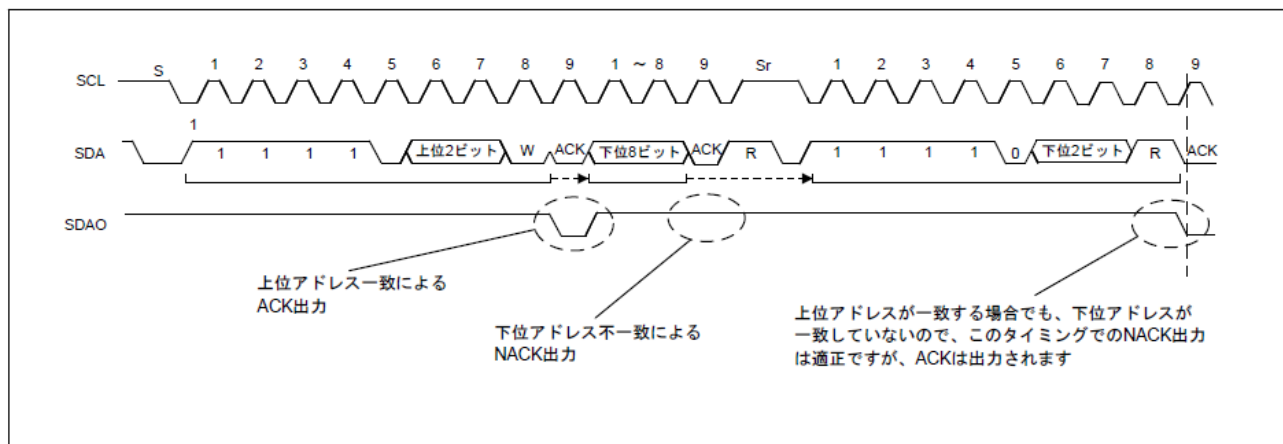 SCL S 1 2 3 4 5 6 7 8 9 1 ~ 8 9 Sr 1 2 3 4 5 6 7 8 9
1
SDA 1 1 1 1 上位2ビット W ACK 下位8ビット ACK R 1 1 1 1 0 下位2ビット R ACK
SDAO
上位アドレス一致による
ACK出力
下位アドレス不一致による
NACK出力
上位アドレスが一致する場合でも、下位アドレスが
一致していないので、このタイミングでのNACK出力
は適正ですが、ACKは出力されます